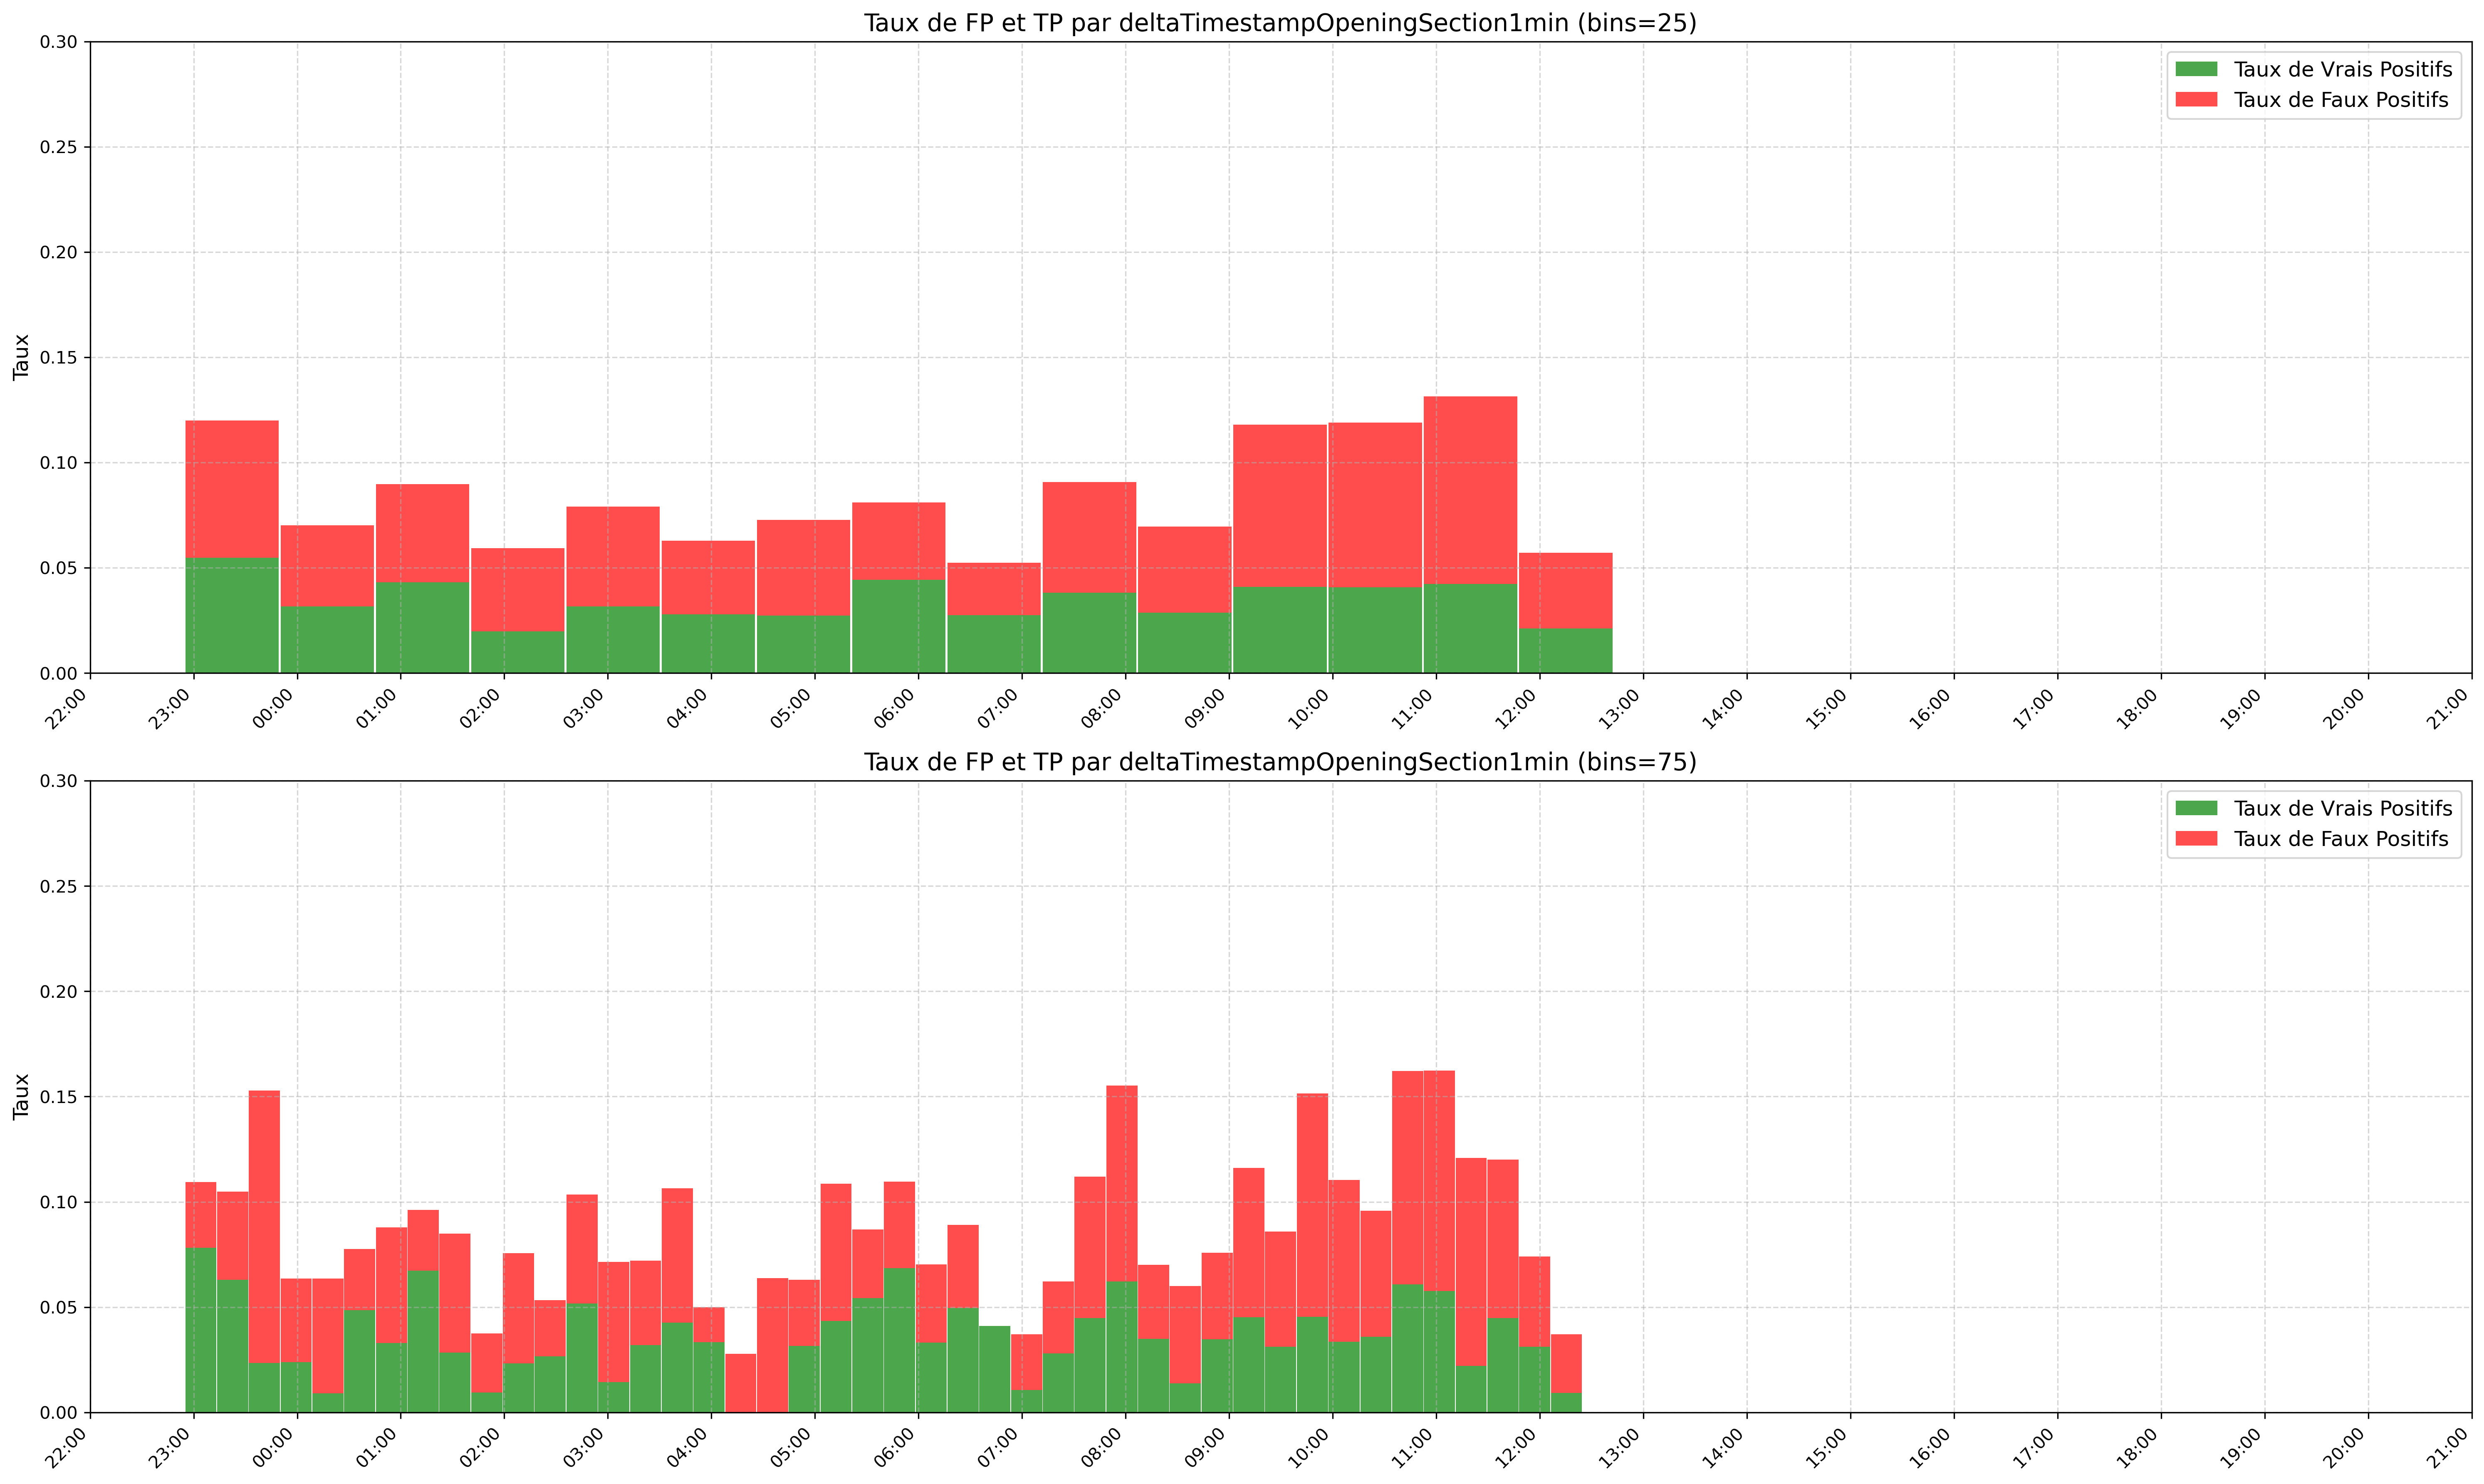 Taux de FP et TP par deltaTimestampOpeningSection1min (bins=25)
Taux de Vrais Positifs
Taux de Faux Positifs
Taux
0.30
0.25
0.20
0.15
0.10
0.05
0.00
22:00 23:00 00:00 01:00 02:00 03:00 04:00 05:00 06:00 07:00 08:00 09:00 10:00 11:00 12:00 13:00 14:00 15:00 16:00 17:00 18:00 19:00 20:00 21:00
Taux de FP et TP par deltaTimestampOpeningSection1min (bins=75)
Taux de Vrais Positifs
Taux de Faux Positifs
Taux
0.30
0.25
0.20
0.15
0.10
0.05
0.00
22:00 23:00 00:00 01:00 02:00 03:00 04:00 05:00 06:00 07:00 08:00 09:00 10:00 11:00 12:00 13:00 14:00 15:00 16:00 17:00 18:00 19:00 20:00 21:00